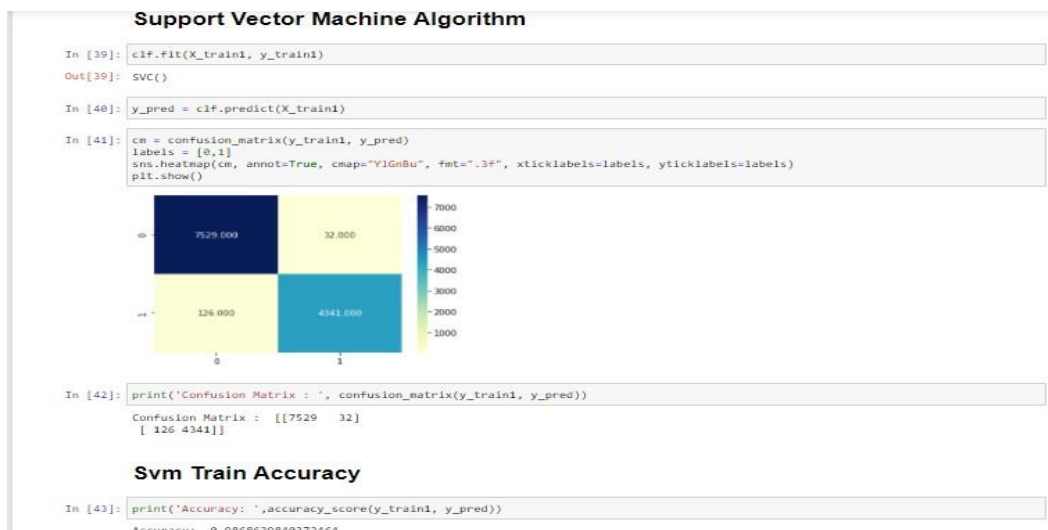 Support Vector Machine Algorithm
In [39]: clf.fit(X_train1, y_train1)
Out[39]: SVC()
In [40]: y_pred = clf.predict(X_train1)
In [41]: cm = confusion_matrix(y_train1, y_pred)
labels = [0,1]
sns.heatmap(cm, annot=True, cmap="YlGnBu", fmt=".3f", xticklabels=labels, yticklabels=labels)
plt.show()
7529.000 32.000
126.000 4341.000
0
1
0 1
7000
6000
5000
4000
3000
2000
1000
In [42]: print('Confusion Matrix : ', confusion_matrix(y_train1, y_pred))
Confusion Matrix :  [[7529   32]
[ 126 4341]]
Svm Train Accuracy
In [43]: print('Accuracy: ',accuracy_score(y_train1, y_pred))
Accuracy: